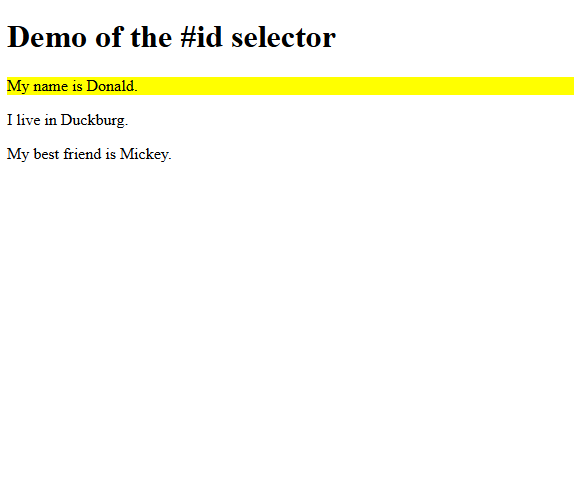 Demo of the #id selector
My name is Donald.
I live in Duckburg.
My best friend is Mickey.